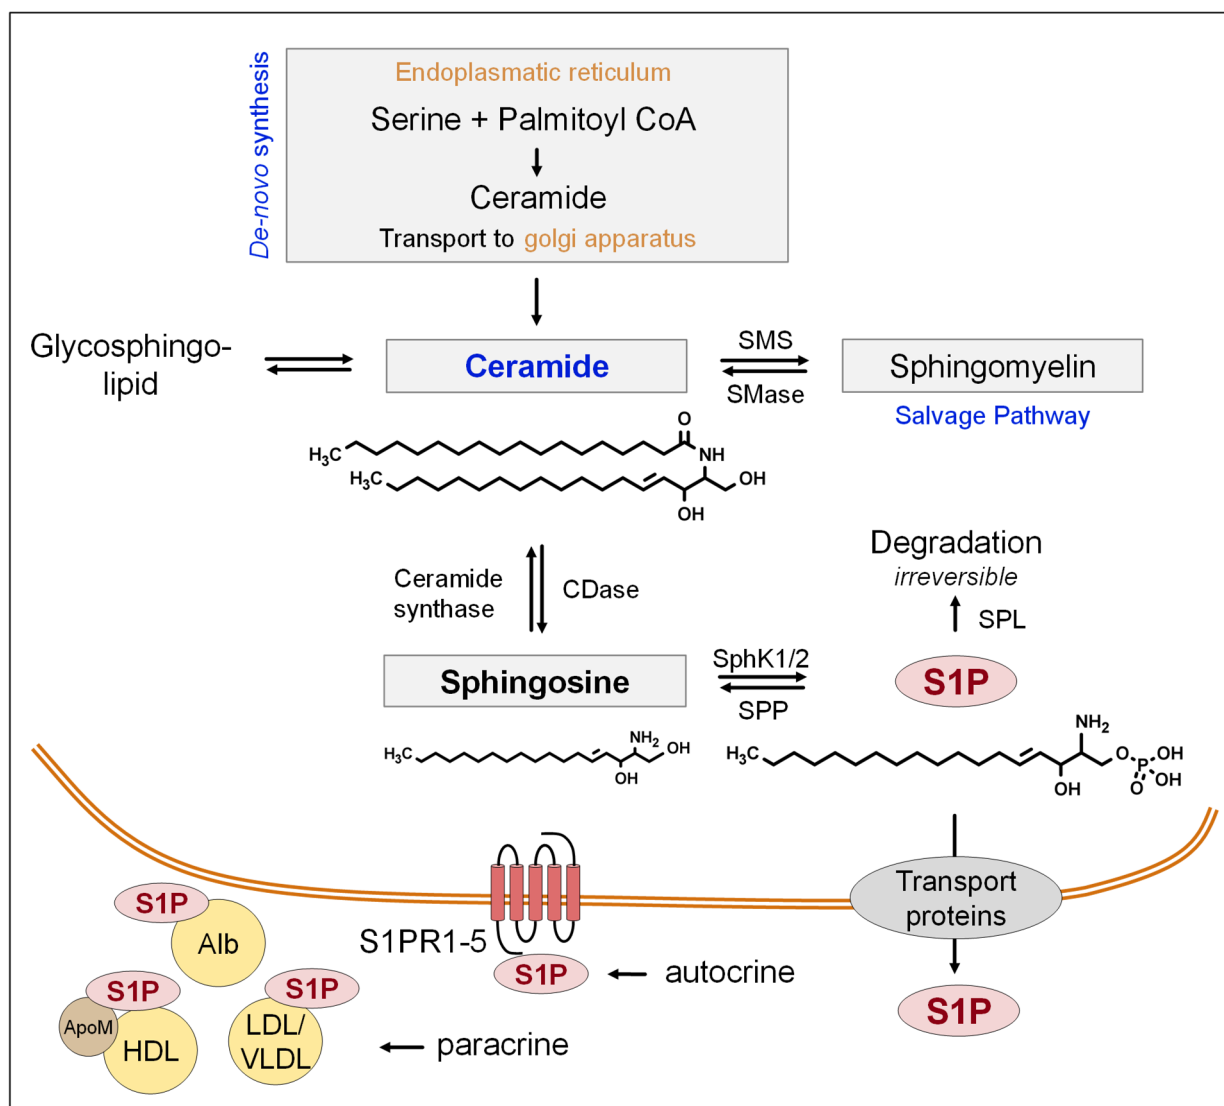 De-novo synthesis
Endoplasmatic reticulum
Serine + Palmitoyl CoA
Ceramide
Transport to golgi apparatus
Glycosphingo-
lipid
Ceramide
SMS
SMase
Sphingomyelin
Salvage Pathway
O
H3C
NH
H3C
OH
OH
Ceramide
synthase
CDase
Degradation
irreversible
SPL
Sphingosine
SphK1/2
SPP
S1P
H3C
NH2
OH
OH
H3C
NH2
OH
O
P
O
OH
OH
Transport
proteins
S1P
S1PR1-5
S1P
autocrine
S1P
Alb
S1P
ApoM
HDL
S1P
LDL/
VLDL
paracrine